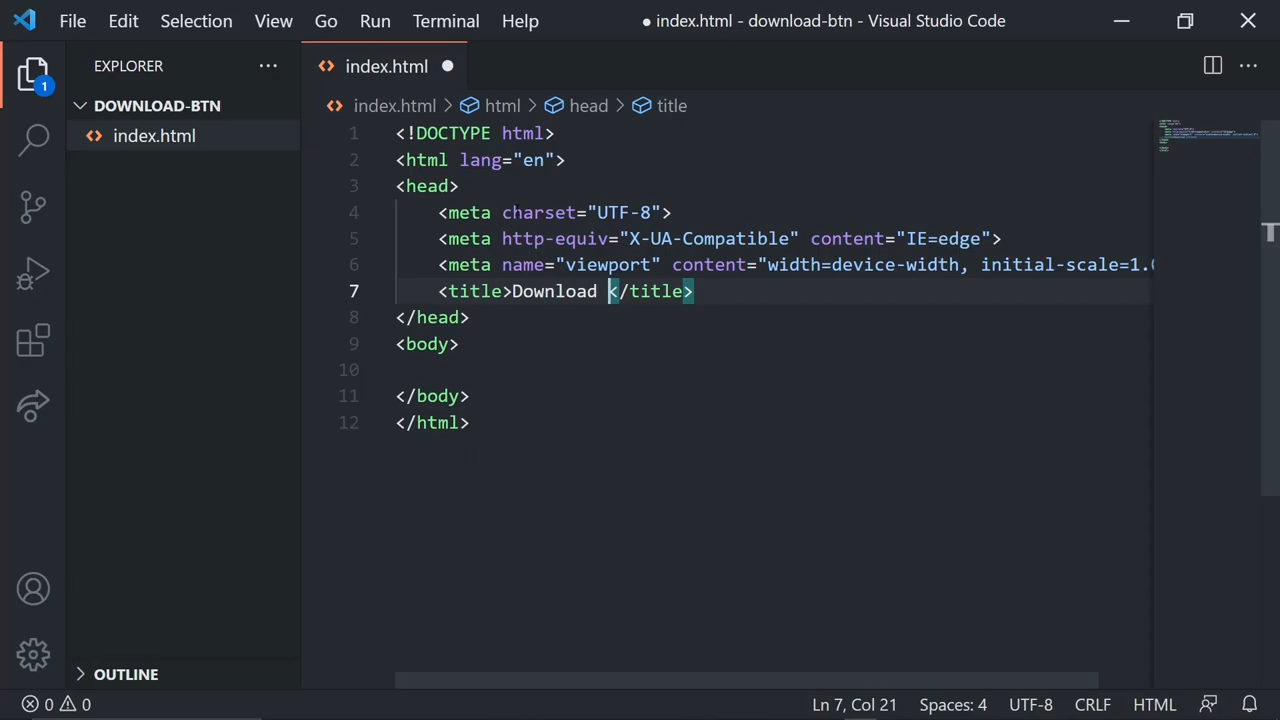 File Edit Selection View Go Run Terminal Help ● index.html - download-btn - Visual Studio Code
EXPLORER
1
DOWNLOAD-BTN
index.html
OUTLINE
index.html
index.html > html > head > title
1 <!DOCTYPE html>
2 <html lang="en">
3 <head>
4 <meta charset="UTF-8">
5 <meta http-equiv="X-UA-Compatible" content="IE=edge">
6 <meta name="viewport" content="width=device-width, initial-scale=1.0
7 <title>Download </title>
8 </head>
9 <body>
10
11 </body>
12 </html>
0 0 Ln 7, Col 21 Spaces: 4 UTF-8 CRLF HTML